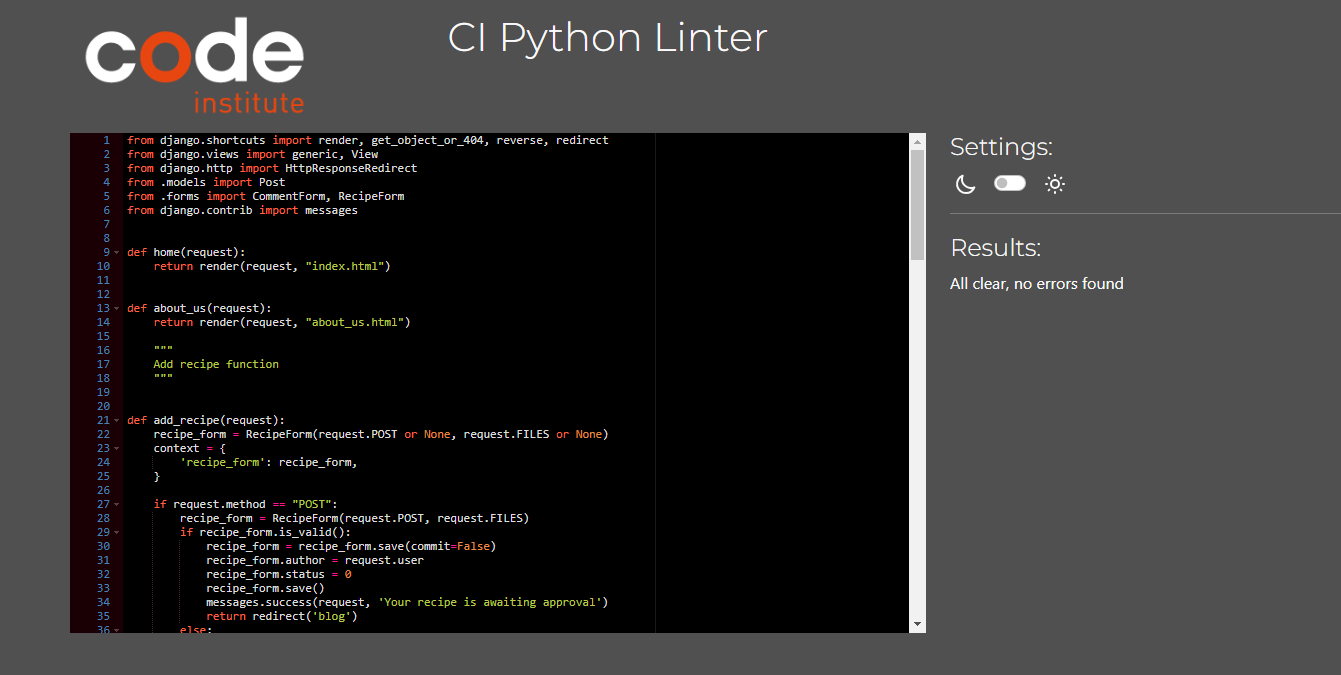 code
institute
CI Python Linter
1 from django.shortcuts import render, get_object_or_404, reverse, redirect
2 from django.views import generic, View
3 from django.http import HttpResponseRedirect
4 from .models import Post
5 from .forms import CommentForm, RecipeForm
6 from django.contrib import messages
7
8
9 def home(request):
10     return render(request, "index.html")
11
12
13 def about_us(request):
14     return render(request, "about_us.html")
15
16     """
17     Add recipe function
18     """
19
20
21 def add_recipe(request):
22     recipe_form = RecipeForm(request.POST or None, request.FILES or None)
23     context = {
24         'recipe_form': recipe_form,
25     }
26
27     if request.method == "POST":
28         recipe_form = RecipeForm(request.POST, request.FILES)
29         if recipe_form.is_valid():
30             recipe_form = recipe_form.save(commit=False)
31             recipe_form.author = request.user
32             recipe_form.status = 0
33             recipe_form.save()
34             messages.success(request, 'Your recipe is awaiting approval')
35             return redirect('blog')
36         else:
Settings:
Results:
All clear, no errors found